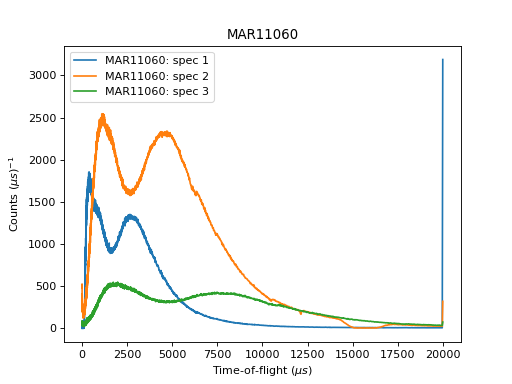 MAR11060
MAR11060: spec 1
MAR11060: spec 2
MAR11060: spec 3
Counts (μs)⁻¹
3000
2500
2000
1500
1000
500
0
0 2500 5000 7500 10000 12500 15000 17500 20000
Time-of-flight (μs)